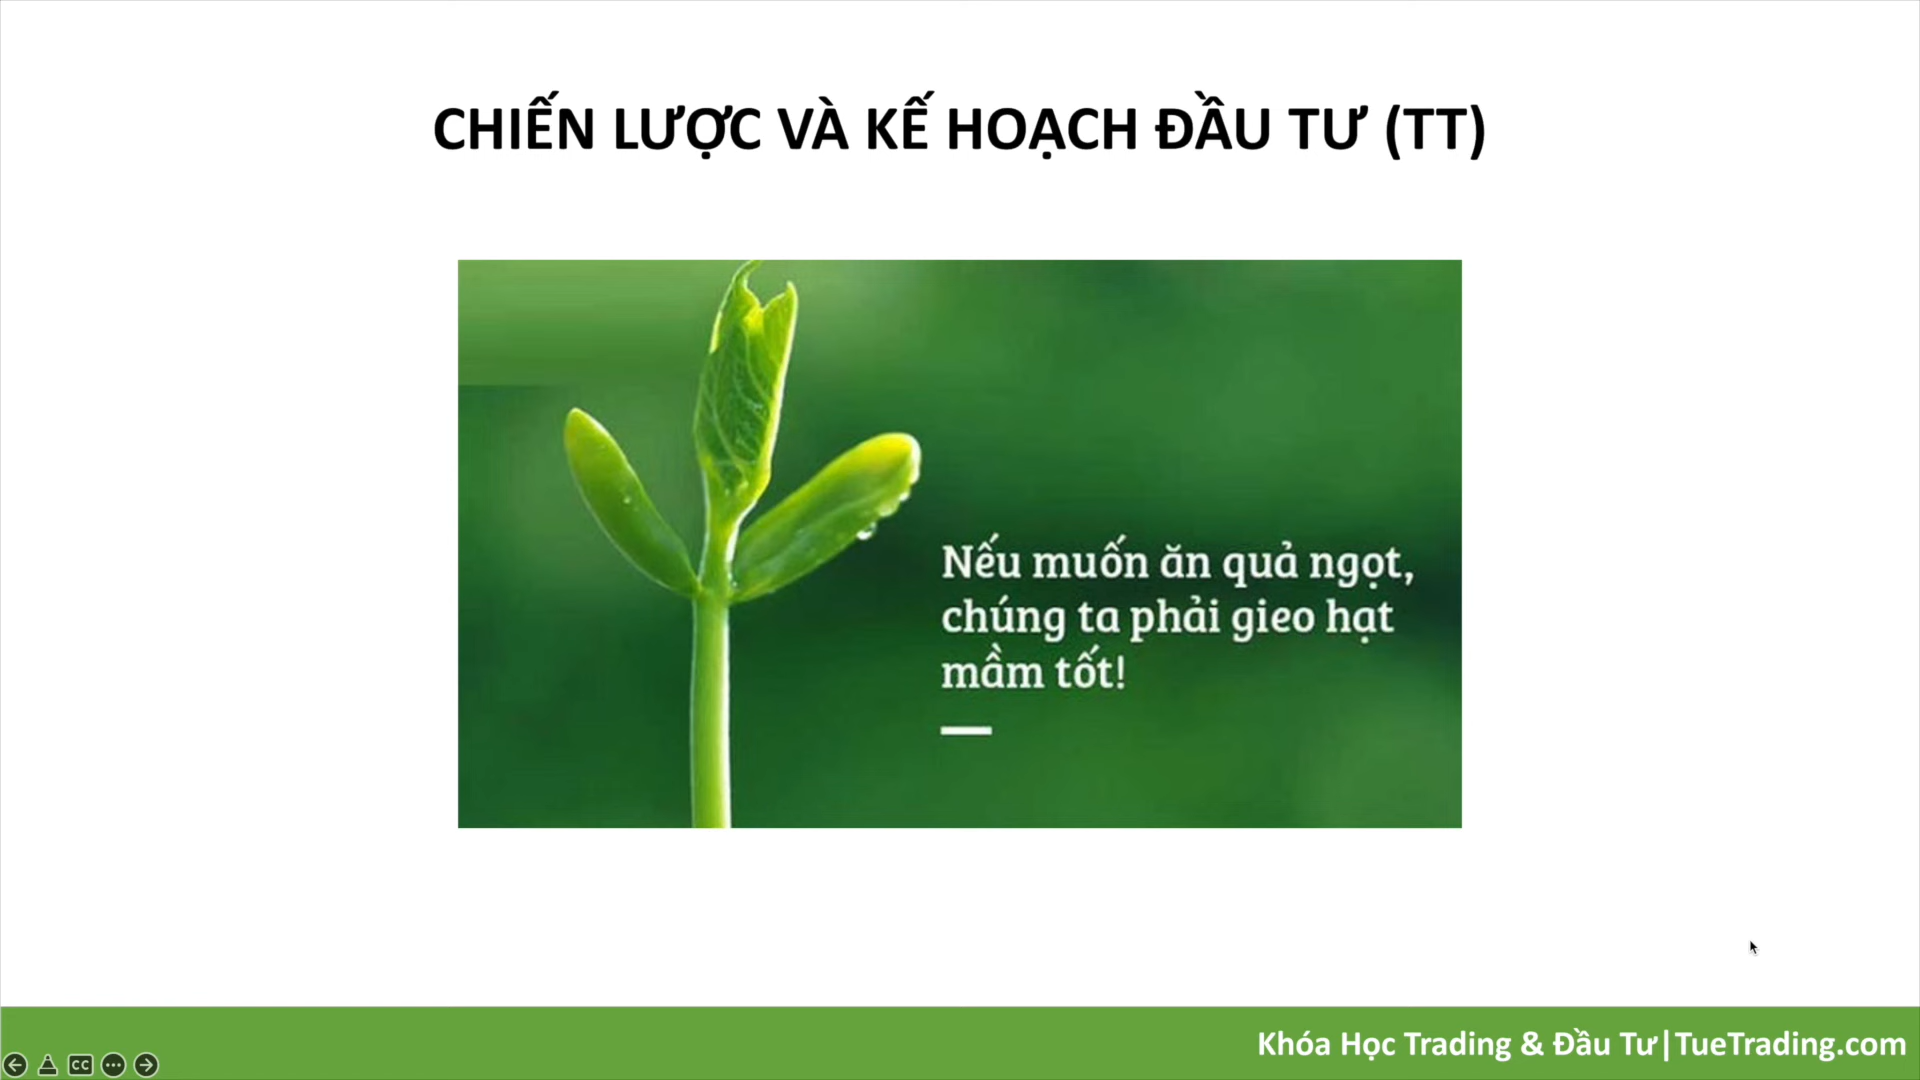 CHIẾN LƯỢC VÀ KẾ HOẠCH ĐẦU TƯ (TT)
Nếu muốn ăn quả ngọt,
chúng ta phải gieo hạt
mầm tốt!
Khóa Học Trading & Đầu Tư|TueTrading.com
CC